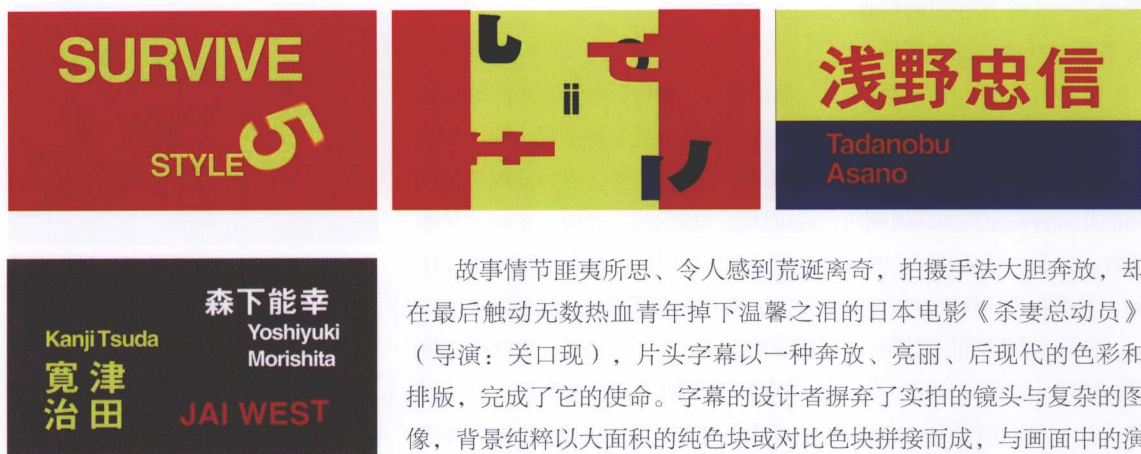 SURVIVE
STYLE 5
ii
浅野忠信
Tadanobu
Asano
森下能幸
Yoshiyuki
Morishita
Kanji Tsuda
寛 津
治 田
JAI WEST
故事情节匪夷所思、令人感到荒诞离奇，拍摄手法大胆奔放，却
在最后触动无数热血青年掉下温馨之泪的日本电影《杀妻总动员》
（导演：关口现），片头字幕以一种奔放、亮丽、后现代的色彩和
排版，完成了它的使命。字幕的设计者摒弃了实拍的镜头与复杂的图
像，背景纯粹以大面积的纯色块或对比色块拼接而成，与画面中的演